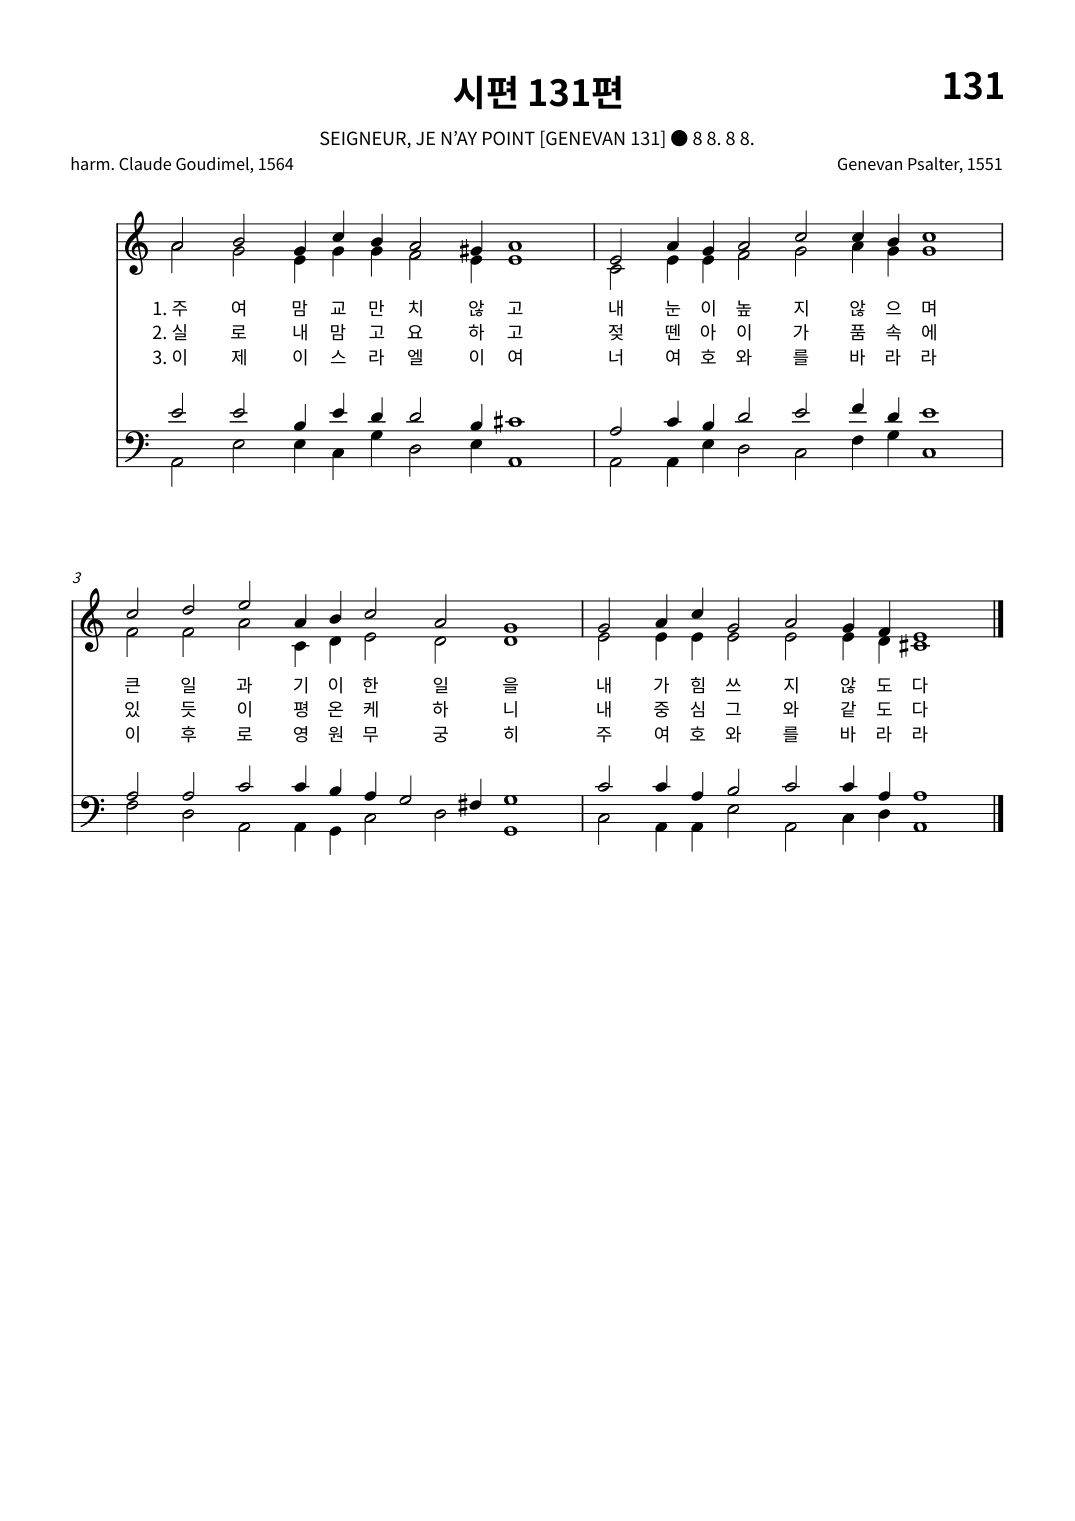 시편 131편
131
SEIGNEUR, JE N’AY POINT [GENEVAN 131] ● 8 8. 8 8.
harm. Claude Goudimel, 1564
Genevan Psalter, 1551
1. 주 여 맘 교 만 치 않 고 내 눈 이 높 지 않 으 며
2. 실 로 내 맘 고 요 하 고 젖 뗀 아 이 가 품 속 에
3. 이 제 이 스 라 엘 이 여 너 여 호 와 를 바 라 라
3
큰 일 과 기 이 한 일 을 내 가 힘 쓰 지 않 도 다
있 듯 이 평 온 케 하 니 내 중 심 그 와 같 도 다
이 후 로 영 원 무 궁 히 주 여 호 와 를 바 라 라